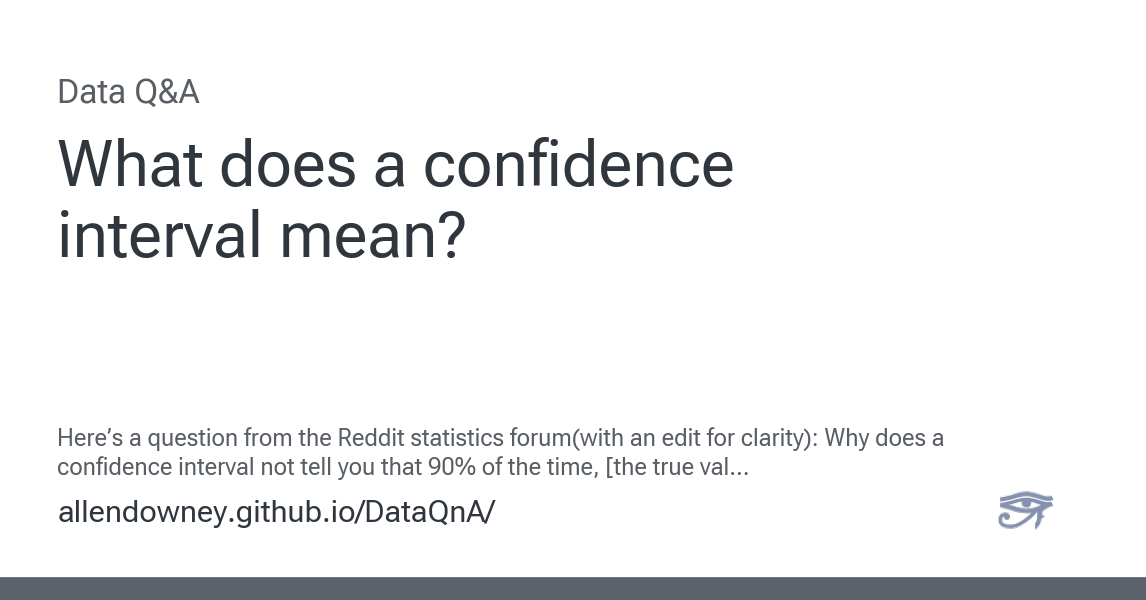 Data Q&A
What does a confidence
interval mean?
Here’s a question from the Reddit statistics forum(with an edit for clarity): Why does a
confidence interval not tell you that 90% of the time, [the true val...
allendowney.github.io/DataQnA/